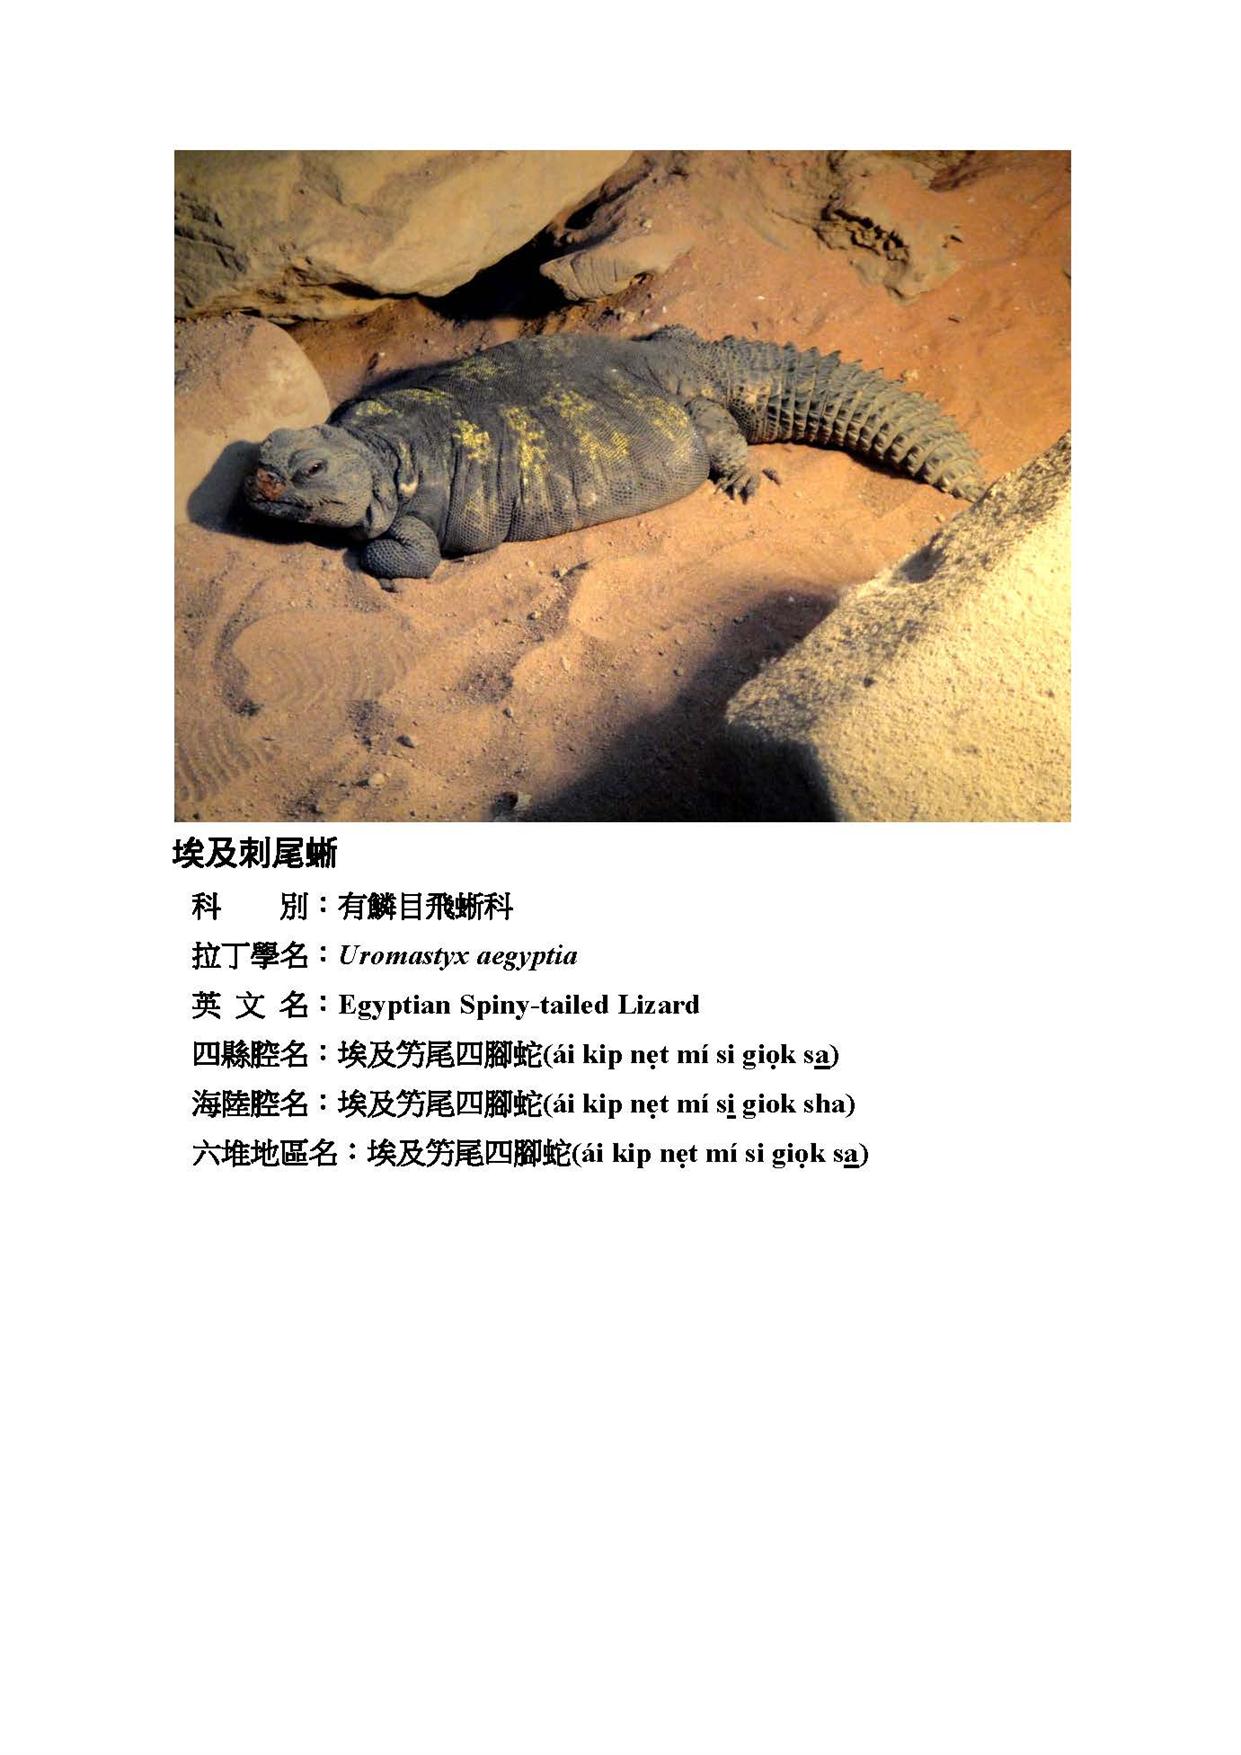 埃及刺尾蜥
科　　別：有鱗目飛蜥科
拉丁學名：Uromastyx aegyptia
英 文 名：Egyptian Spiny-tailed Lizard
四縣腔名：埃及竻尾四腳蛇(ái kip nẹt mí si giọk sa̲)
海陸腔名：埃及竻尾四腳蛇(ái kip nẹt mí si̲ giok sha)
六堆地區名：埃及竻尾四腳蛇(ái kip nẹt mí si giọk sa̲)